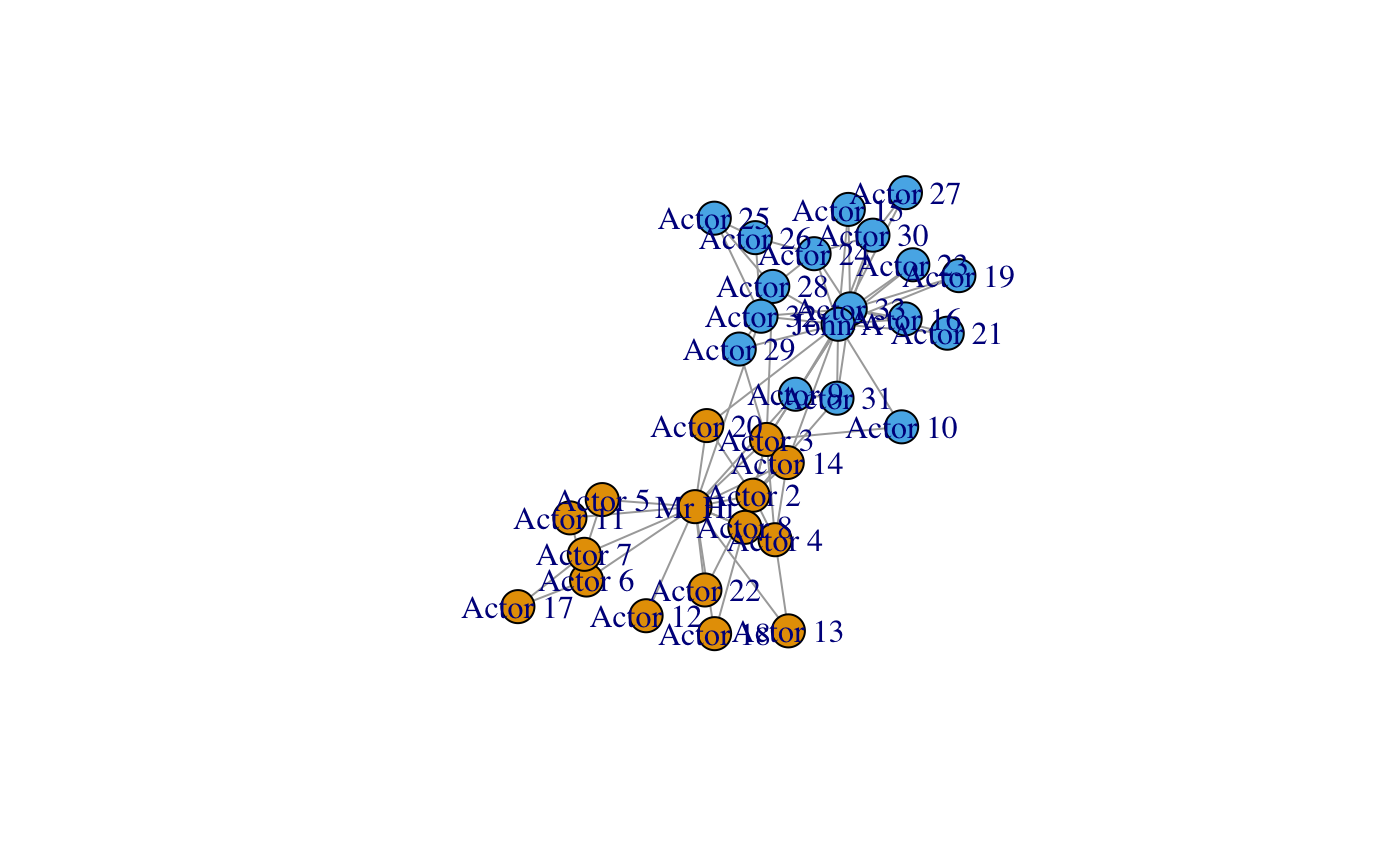 Actor 27
Actor 15
Actor 25
Actor 30
Actor 26
Actor 24
Actor 23
Actor 19
Actor 28
Actor 33
Actor 32
Actor 16
John A
Actor 21
Actor 29
Actor 9
Actor 31
Actor 20
Actor 10
Actor 3
Actor 14
Actor 2
Actor 5
Mr Hi
Actor 11
Actor 8
Actor 4
Actor 7
Actor 6
Actor 22
Actor 17
Actor 12
Actor 18
Actor 13